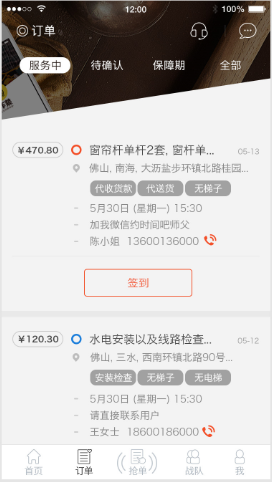 12:00 100%
订单
服务中 待确认 保障期 全部
¥470.80 窗帘杆单杆2套, 窗杆单... 05-13
佛山, 南海, 大沥盐步环镇北路桂园...
代收货款 代送货 无梯子
- 5月30日 (星期一) 15:30
- 加我微信约时间吧师父
- 陈小姐 13600136000
签到
¥120.30 水电安装以及线路检查... 05-12
佛山, 三水, 西南环镇北路90号...
安装检查 无梯子 无电梯
- 5月30日 (星期一) 15:30
- 请直接联系用户
- 王女士 18600186000
首页 订单 抢单 战队 我